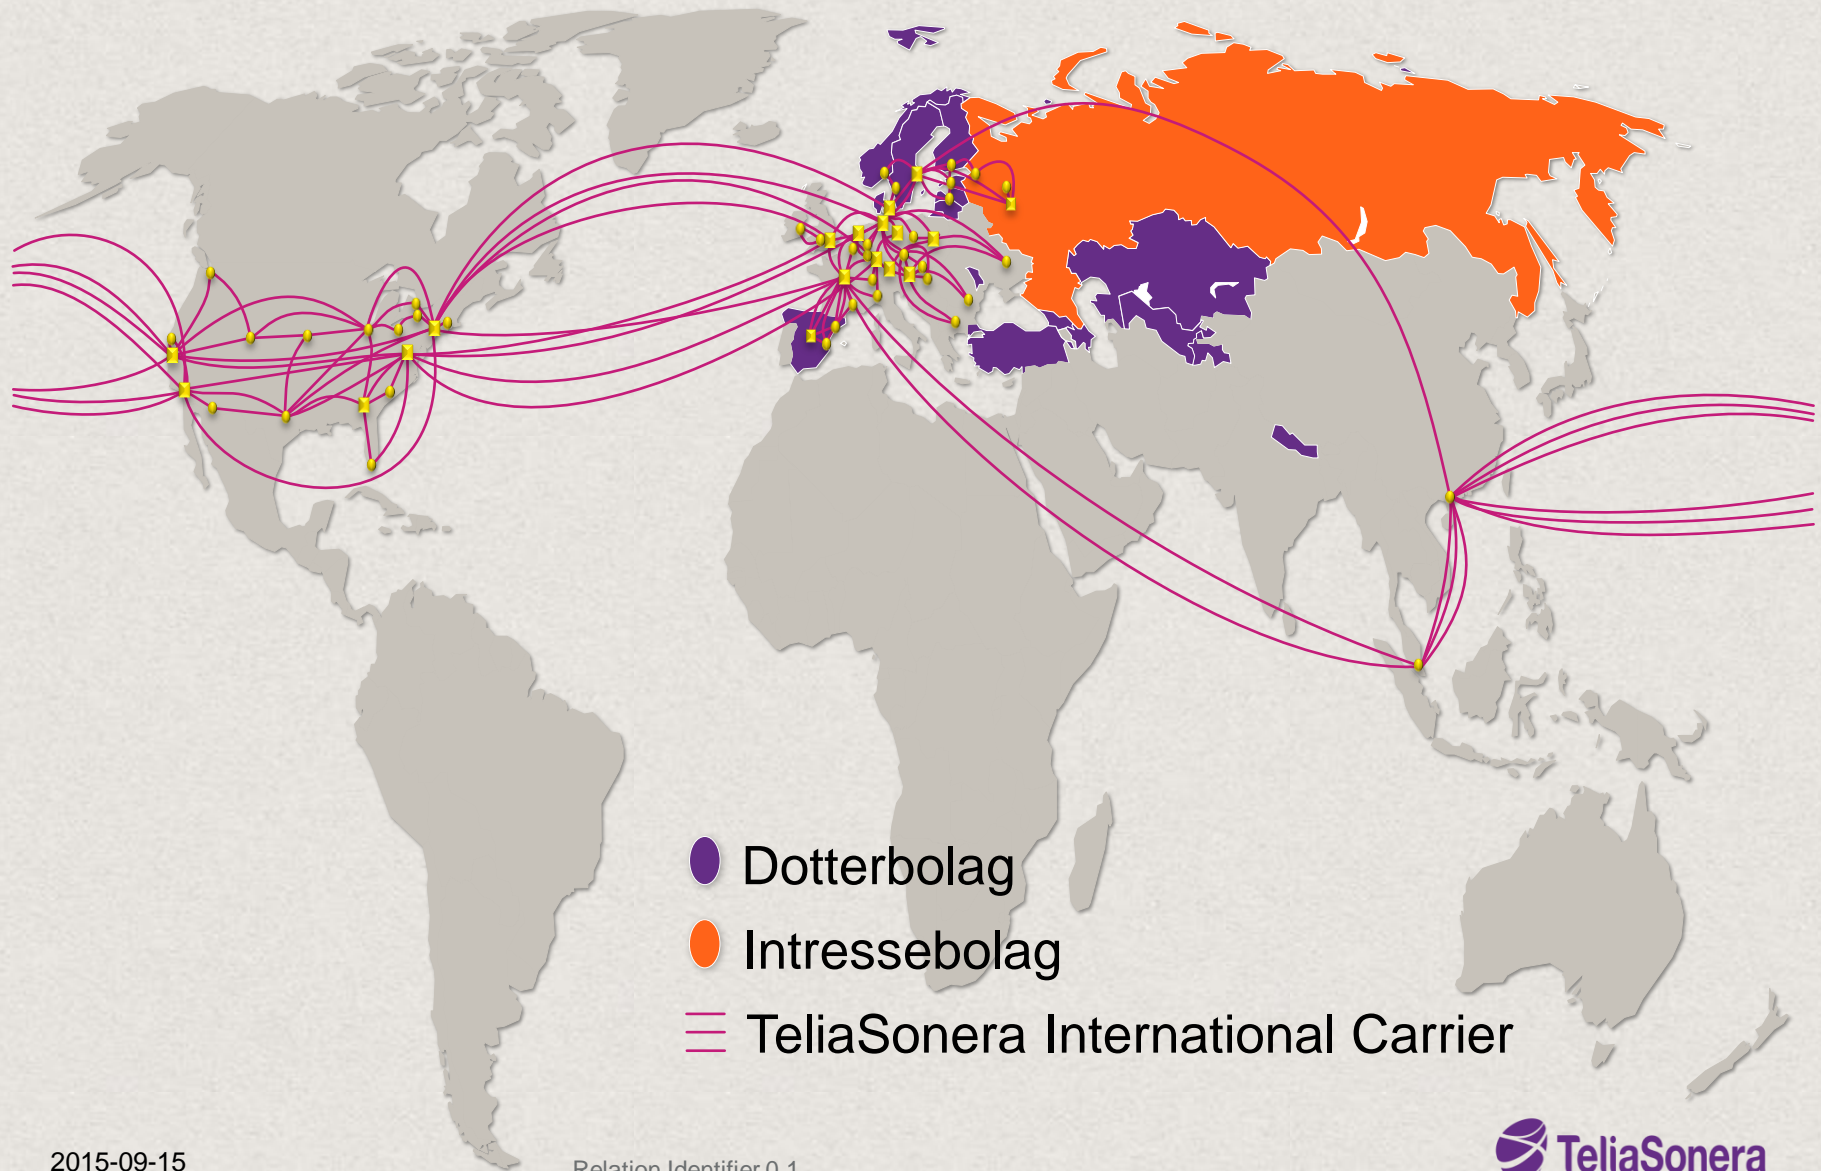 Dotterbolag
Intressebolag
TeliaSonera International Carrier
2015-09-15
Relation Identifier 0.1
TeliaSonera